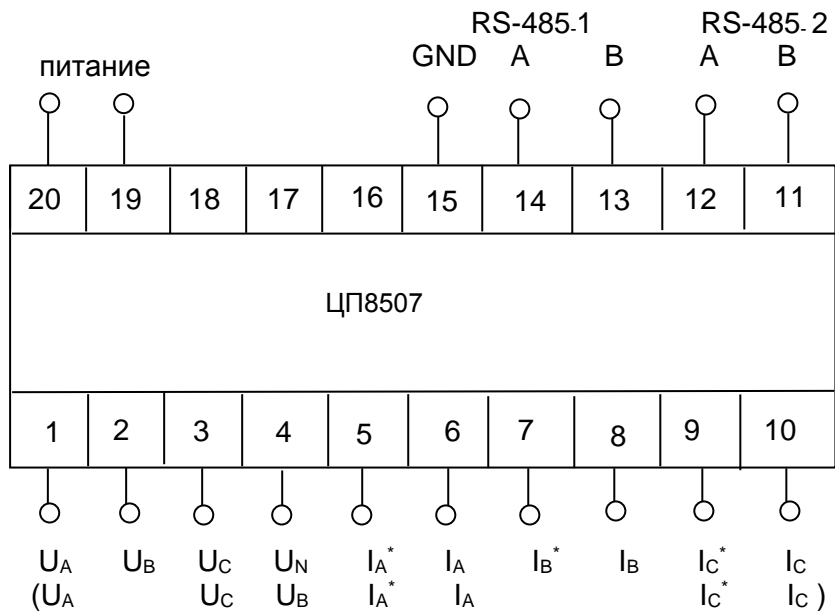 RS-485-1 RS-485-2
питание GND A B A B
20 19 18 17 16 15 14 13 12 11
ЦП8507
1 2 3 4 5 6 7 8 9 10
UA UB UC UN IA* IA IB* IB IC* IC
(UA UC UB IA* IA IC* IC)